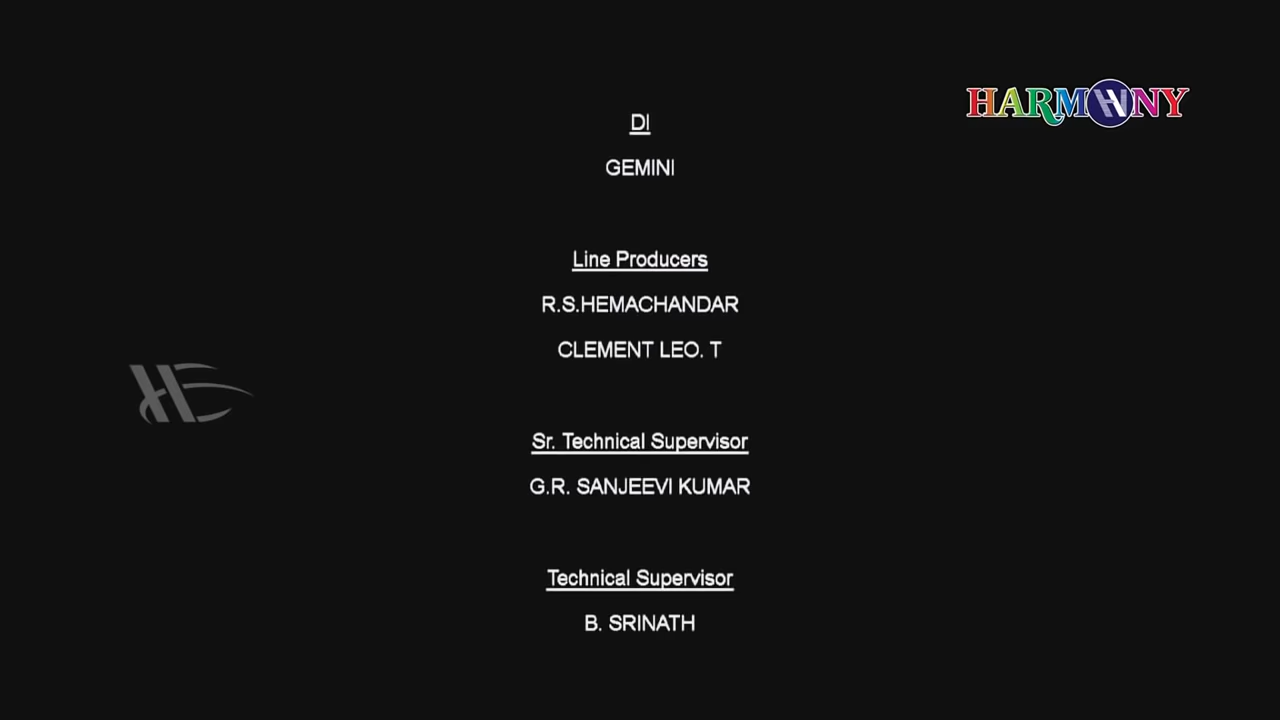 HARMONY
DI
GEMINI
Line Producers
R.S.HEMACHANDAR
CLEMENT LEO. T
Sr. Technical Supervisor
G.R. SANJEEVI KUMAR
Technical Supervisor
B. SRINATH